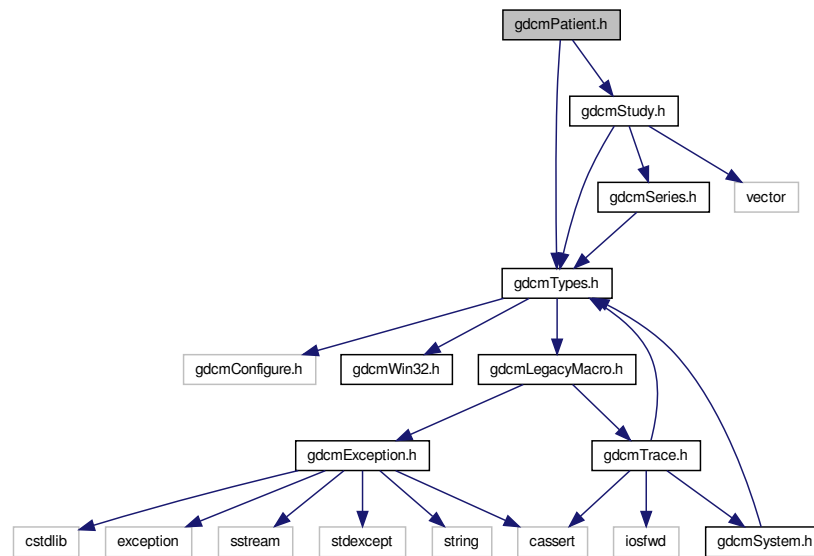 gdcmPatient.h
gdcmStudy.h
gdcmSeries.h
vector
gdcmTypes.h
gdcmConfigure.h
gdcmWin32.h
gdcmLegacyMacro.h
gdcmException.h
gdcmTrace.h
cstdlib
exception
sstream
stdexcept
string
cassert
iosfwd
gdcmSystem.h